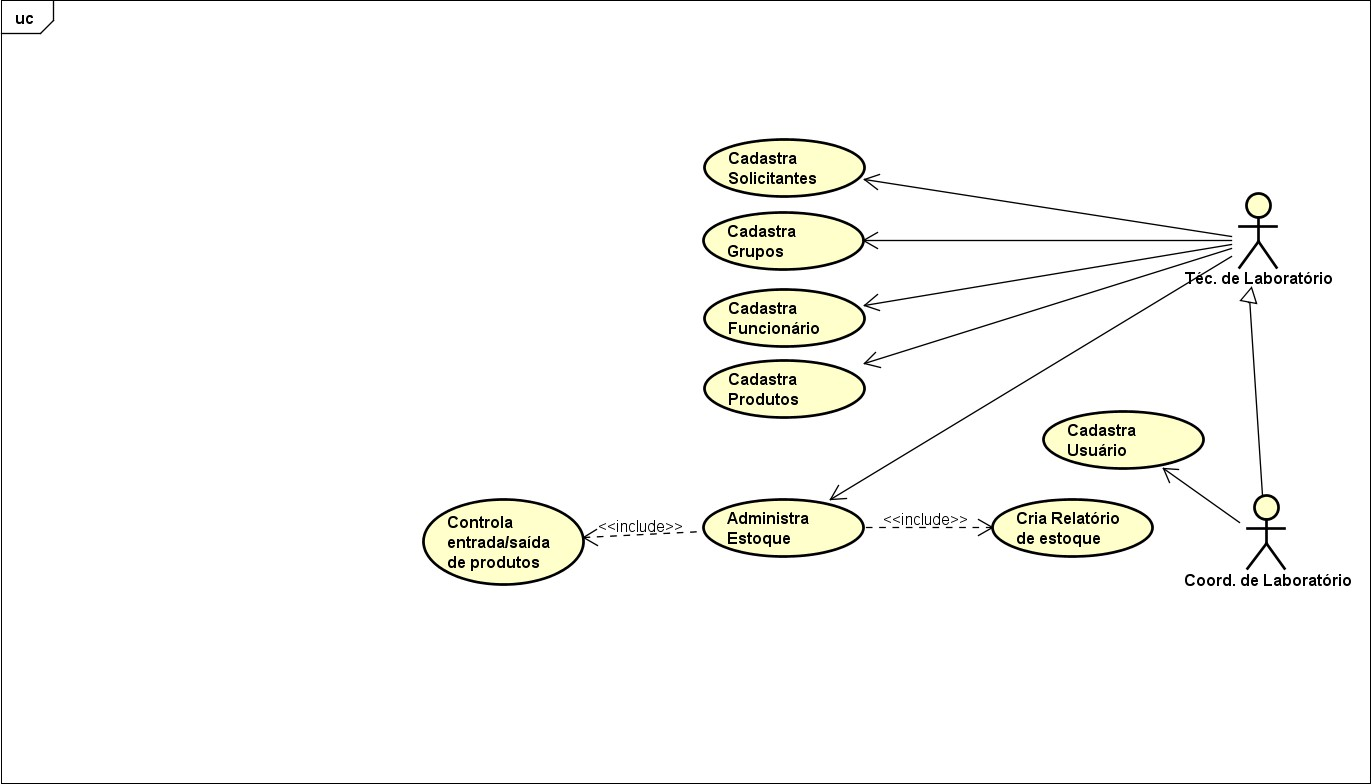 uc
Cadastra
Solicitantes
Cadastra
Grupos
Cadastra
Funcionário
Cadastra
Produtos
Téc. de Laboratório
Cadastra
Usuário
Controla
entrada/saída
de produtos
<<include>>
Administra
Estoque
<<include>>
Cria Relatório
de estoque
Coord. de Laboratório